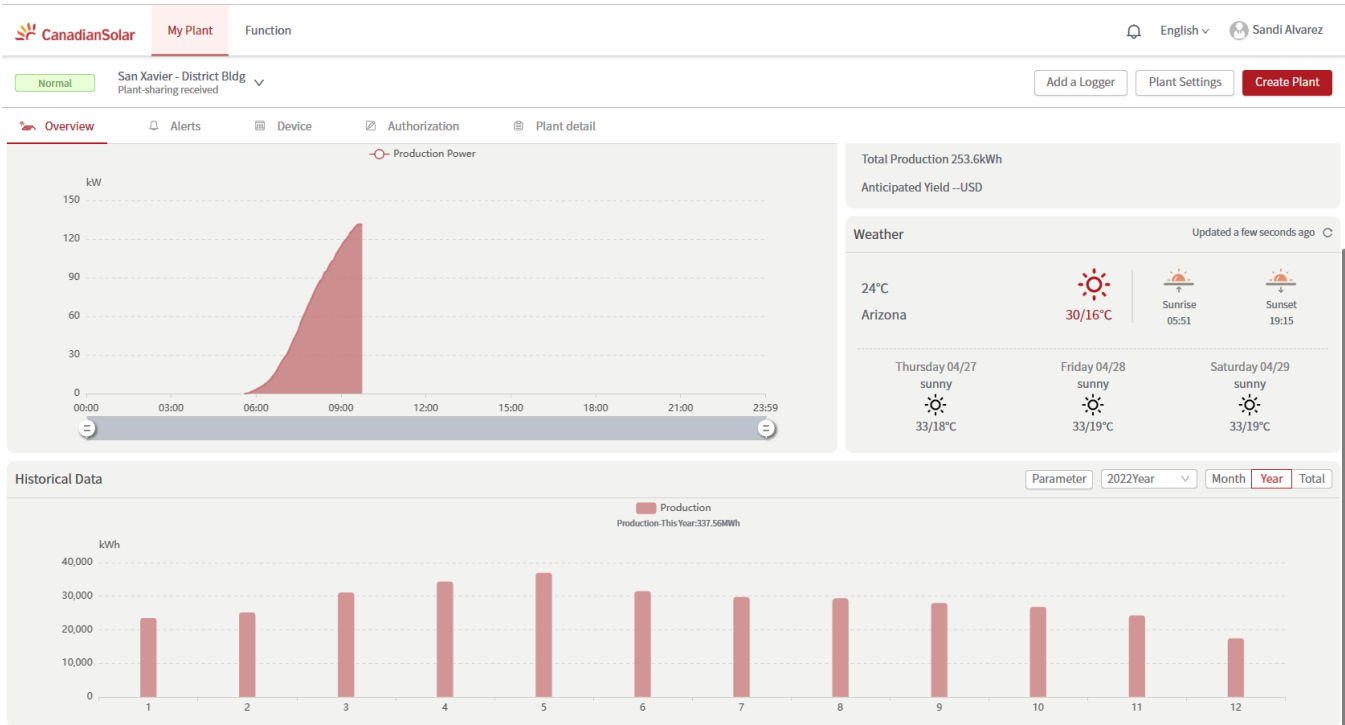 CanadianSolar My Plant Function English Sandi Alvarez
Normal San Xavier - District Bldg Add a Logger Plant Settings Create Plant
Plant-sharing received
Overview Alerts Device Authorization Plant detail
Production Power
kW
150
120
90
60
30
0
00:00 03:00 06:00 09:00 12:00 15:00 18:00 21:00 23:59
Total Production 253.6kWh
Anticipated Yield --USD
Weather Updated a few seconds ago
24°C
Arizona
30/16°C
Sunrise
05:51
Sunset
19:15
Thursday 04/27
sunny
33/18°C
Friday 04/28
sunny
33/19°C
Saturday 04/29
sunny
33/19°C
Historical Data Parameter 2022Year Month Year Total
Production
Production-This Year:337.56MWh
kWh
40,000
30,000
20,000
10,000
0
1 2 3 4 5 6 7 8 9 10 11 12